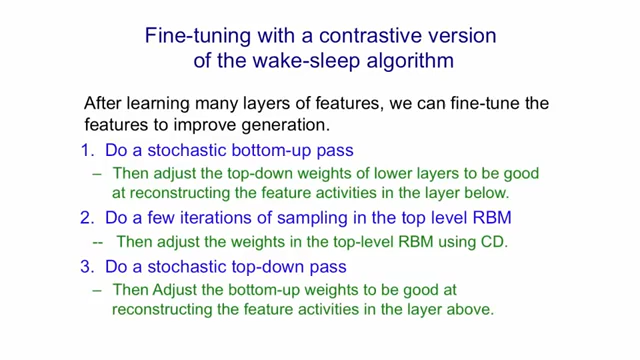 Fine-tuning with a contrastive version
of the wake-sleep algorithm
After learning many layers of features, we can fine-tune the
features to improve generation.
1. Do a stochastic bottom-up pass
– Then adjust the top-down weights of lower layers to be good
at reconstructing the feature activities in the layer below.
2. Do a few iterations of sampling in the top level RBM
-- Then adjust the weights in the top-level RBM using CD.
3. Do a stochastic top-down pass
– Then Adjust the bottom-up weights to be good at
reconstructing the feature activities in the layer above.